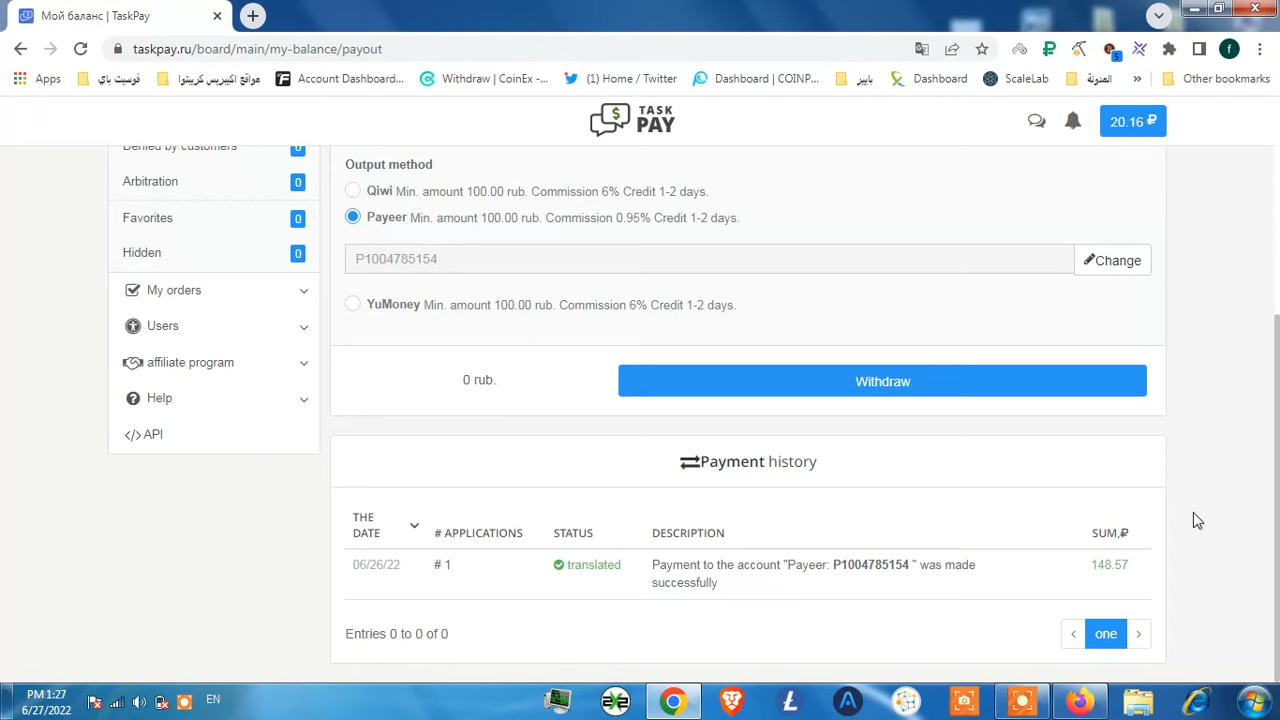 Мой баланс | TaskPay
taskpay.ru/board/main/my-balance/payout
5
f
Apps
فوسيت باي
مواقع اكيبريس كريبتوا
Account Dashboard...
Withdraw | CoinEx -...
(1) Home / Twitter
Dashboard | COINP...
بايير
Dashboard
ScaleLab
المدونة
»
Other bookmarks
TASK
PAY
20.16 ₽
Denied by customers 0
Arbitration 0
Favorites 0
Hidden 0
My orders
Users
affiliate program
Help
</> API
Output method
Qiwi Min. amount 100.00 rub. Commission 6% Credit 1-2 days.
Payeer Min. amount 100.00 rub. Commission 0.95% Credit 1-2 days.
P1004785154
Change
YuMoney Min. amount 100.00 rub. Commission 6% Credit 1-2 days.
0 rub.
Withdraw
Payment history
THE DATE
# APPLICATIONS
STATUS
DESCRIPTION
SUM,₽
06/26/22
# 1
translated
Payment to the account "Payeer: P1004785154 " was made
successfully
148.57
Entries 0 to 0 of 0
‹ one ›
PM 1:27
6/27/2022
EN